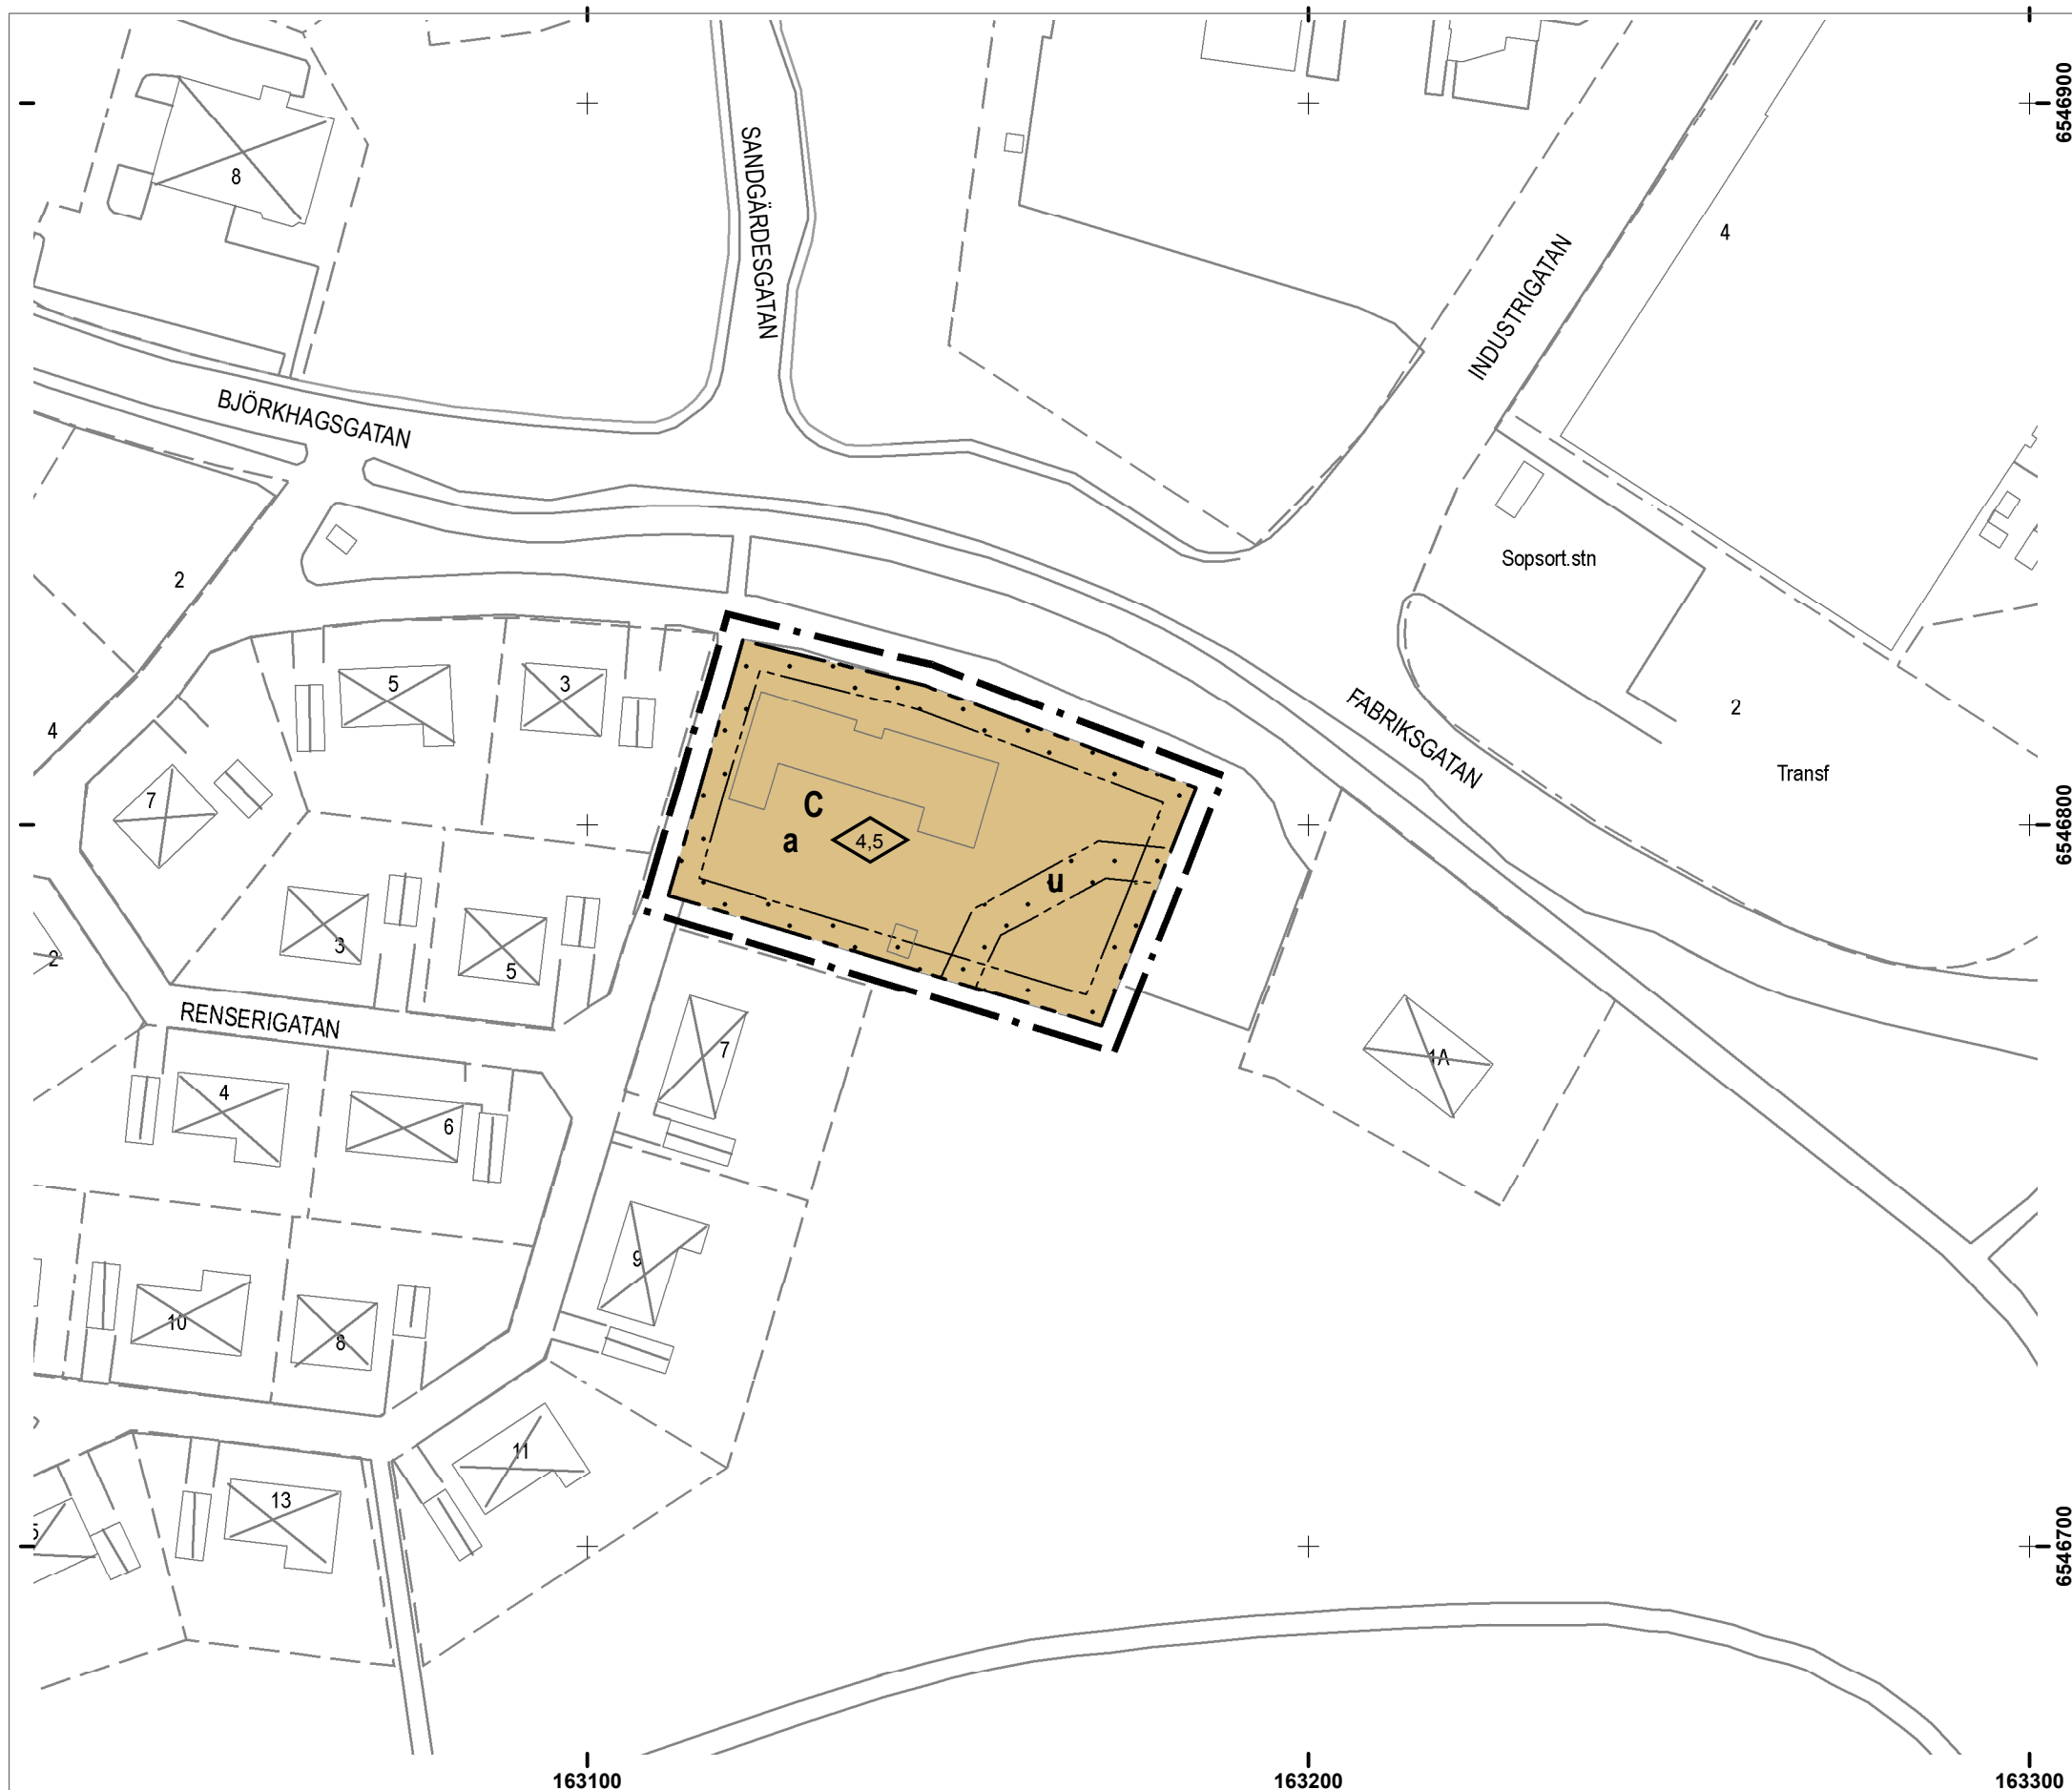 6546900
SANDGÄRDESGATAN
8
4
INDUSTRIGATAN
BJÖRKHAGSGATAN
Sopsort.stn
2
5
3
4
FABRIKSGATAN
2
Transf
7
C
a
4,5
u
6546800
3
5
2
RENSERIGATAN
7
1A
4
6
9
10
8
11
13
5
6546700
163100
163200
163300